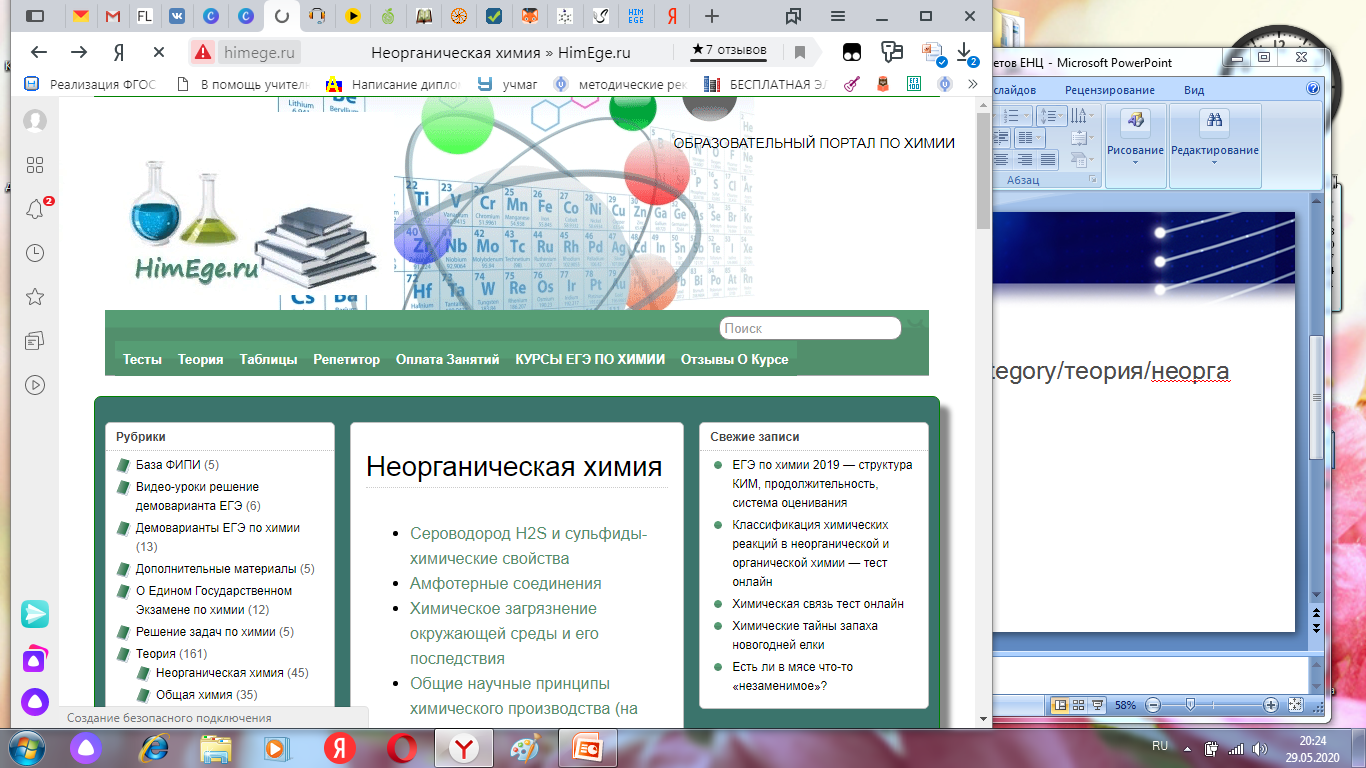 himege.ru
Неорганическая химия » HimEge.ru
★7 отзывов
Реализация ФГОС
В помощь учитель
Написание дипло
учмаг
методические рек
БЕСПЛАТНАЯ ЭЛ
ОБРАЗОВАТЕЛЬНЫЙ ПОРТАЛ ПО ХИМИИ
HimEge.ru
Поиск
Тесты Теория Таблицы Репетитор Оплата Занятий КУРСЫ ЕГЭ ПО ХИМИИ Отзывы О Курсе
Рубрики
База ФИПИ (5)
Видео-уроки решение
демоварианта ЕГЭ (6)
Демоварианты ЕГЭ по химии
(13)
Дополнительные материалы (5)
О Едином Государственном
Экзамене по химии (12)
Решение задач по химии (5)
Теория (161)
Неорганическая химия (45)
Общая химия (35)
Неорганическая химия
Сероводород H2S и сульфиды-
химические свойства
Амфотерные соединения
Химическое загрязнение
окружающей среды и его
последствия
Общие научные принципы
химического производства (на
Свежие записи
ЕГЭ по химии 2019 — структура
КИМ, продолжительность,
система оценивания
Классификация химических
реакций в неорганической и
органической химии — тест
онлайн
Химическая связь тест онлайн
Химические тайны запаха
новогодней елки
Есть ли в мясе что-то
«незаменимое»?
Создание безопасного подключения
етов ЕНЦ - Microsoft PowerPoint
слайдов Рецензирование Вид
Рисование
Редактирование
Абзац
tegory/теория/неорга
58%
RU
20:24
29.05.2020